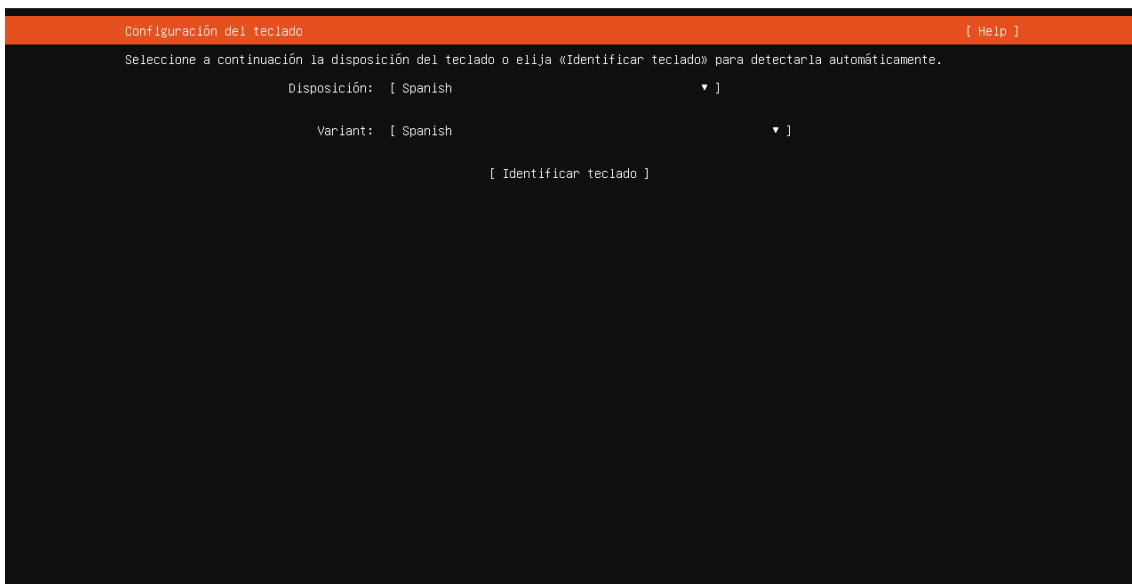 Configuración del teclado [ Help ]
Seleccione a continuación la disposición del teclado o elija «Identificar teclado» para detectarla automáticamente.
Disposición: [ Spanish ▾ ]
Variant: [ Spanish ▾ ]
[ Identificar teclado ]